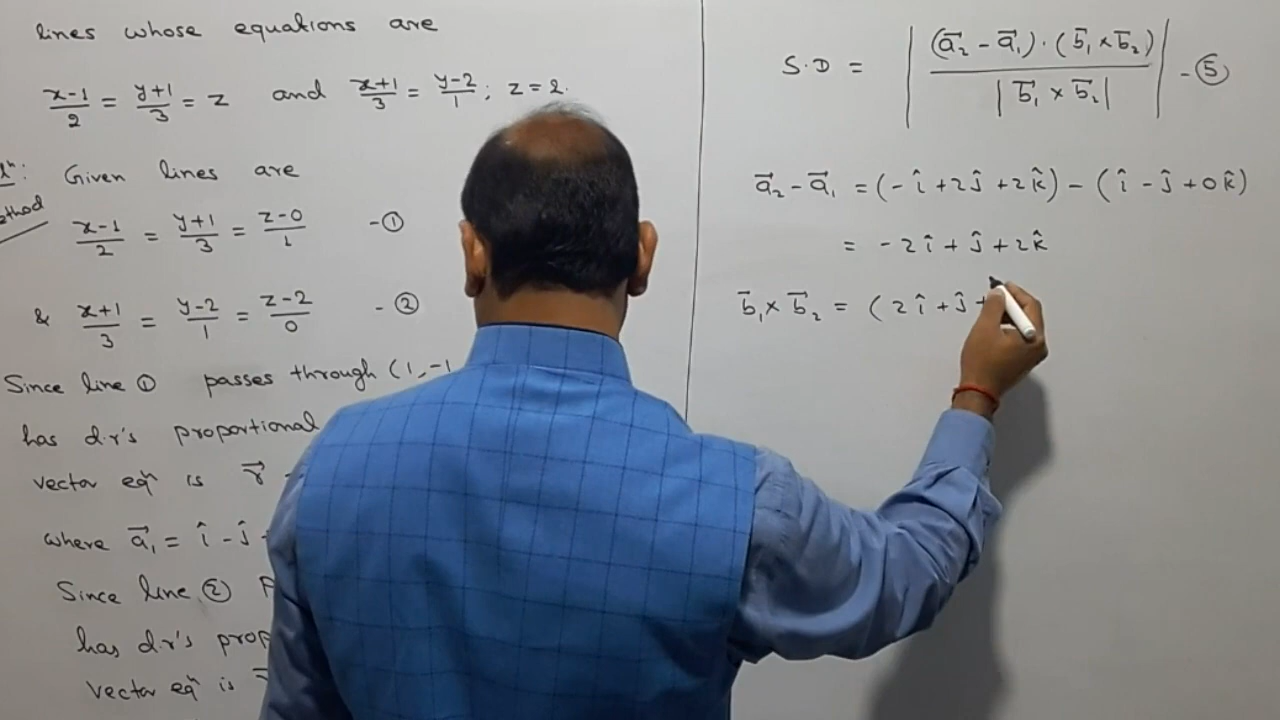 lines whose equations are
x-1/2 = y+1/3 = z and x+1/3 = y-2/1 ; z = 2.
Given lines are
x-1/2 = y+1/3 = z-0/1 -①
& x+1/3 = y-2/1 = z-2/0 -②
Since line ① passes through (1,-1
has d.r's proportional
vector eqⁿ is r⃗
where a⃗₁ = î - ĵ
Since line ②
has d.r's prop
vector eqⁿ is
S.D = | (a⃗₂ - a⃗₁) · (b⃗₁ × b⃗₂) / |b⃗₁ × b⃗₂| | -⑤
a⃗₂ - a⃗₁ = (-î + 2ĵ + 2k̂) - (î - ĵ + 0k̂)
= -2î + ĵ + 2k̂
b⃗₁ × b⃗₂ = (2î + ĵ +